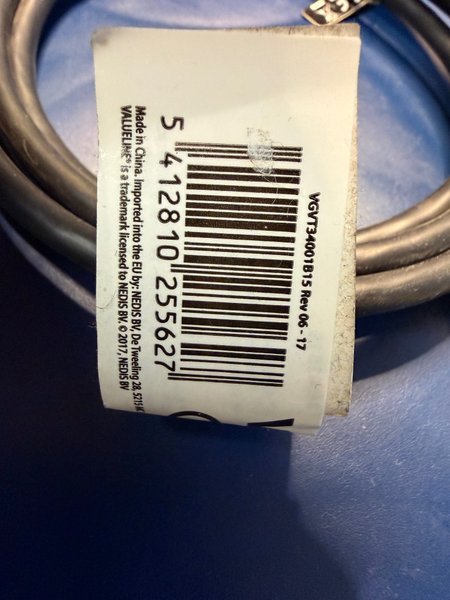 VGVT34001B15 Rev 06 - 17
5 412810 255627
Made in China. Imported into the EU by: NEDIS BV, De Tweeling 28, 5215
VALUELINE® is a trademark licensed to NEDIS BV. © 2017, NEDIS BV